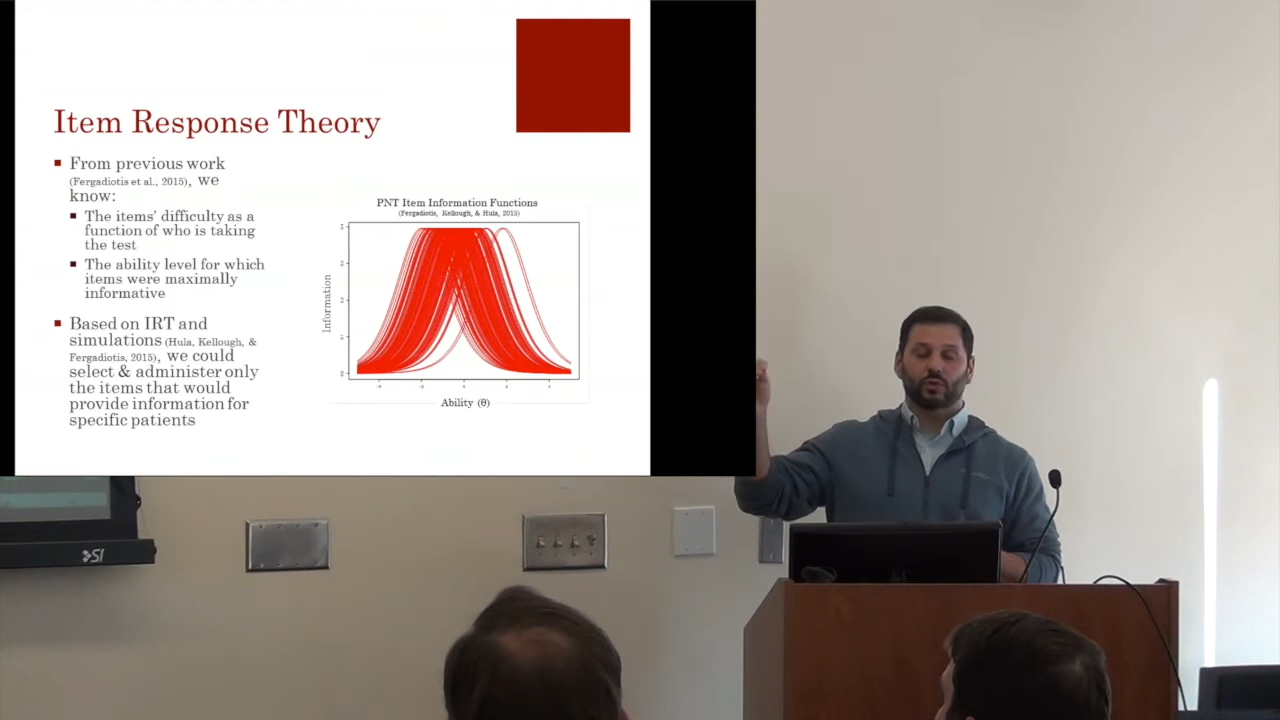 Item Response Theory
From previous work
(Fergadiotis et al., 2015), we
know:
The items' difficulty as a
function of who is taking
the test
The ability level for which
items were maximally
informative
Based on IRT and
simulations (Hula, Kellough, &
Fergadiotis, 2015), we could
select & administer only
the items that would
provide information for
specific patients
PNT Item Information Functions
(Fergadiotis, Kellough, & Hula, 2015)
Information
Ability (θ)